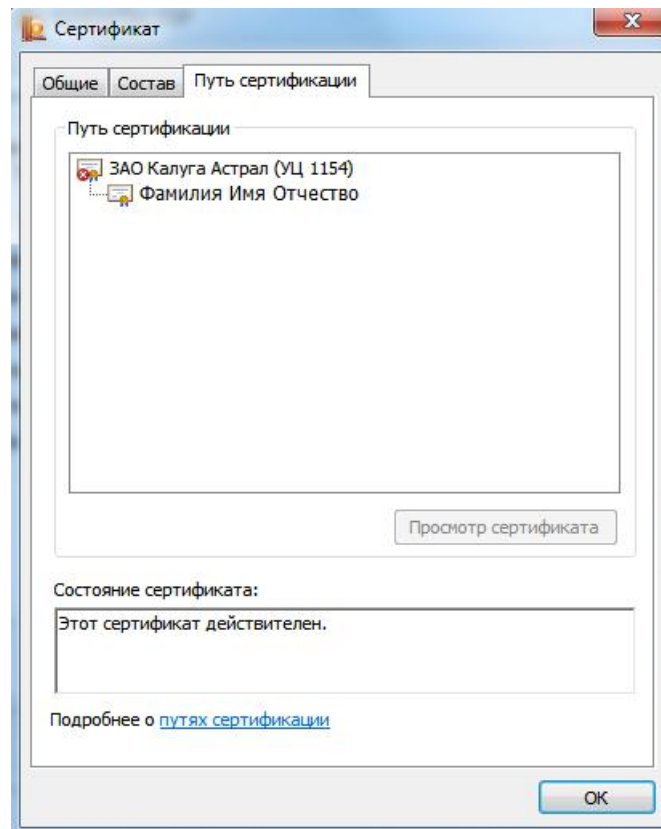 Сертификат
Общие Состав Путь сертификации
Путь сертификации
ЗАО Калуга Астрал (УЦ 1154)
Фамилия Имя Отчество
Просмотр сертификата
Состояние сертификата:
Этот сертификат действителен.
Подробнее о путях сертификации
ОК